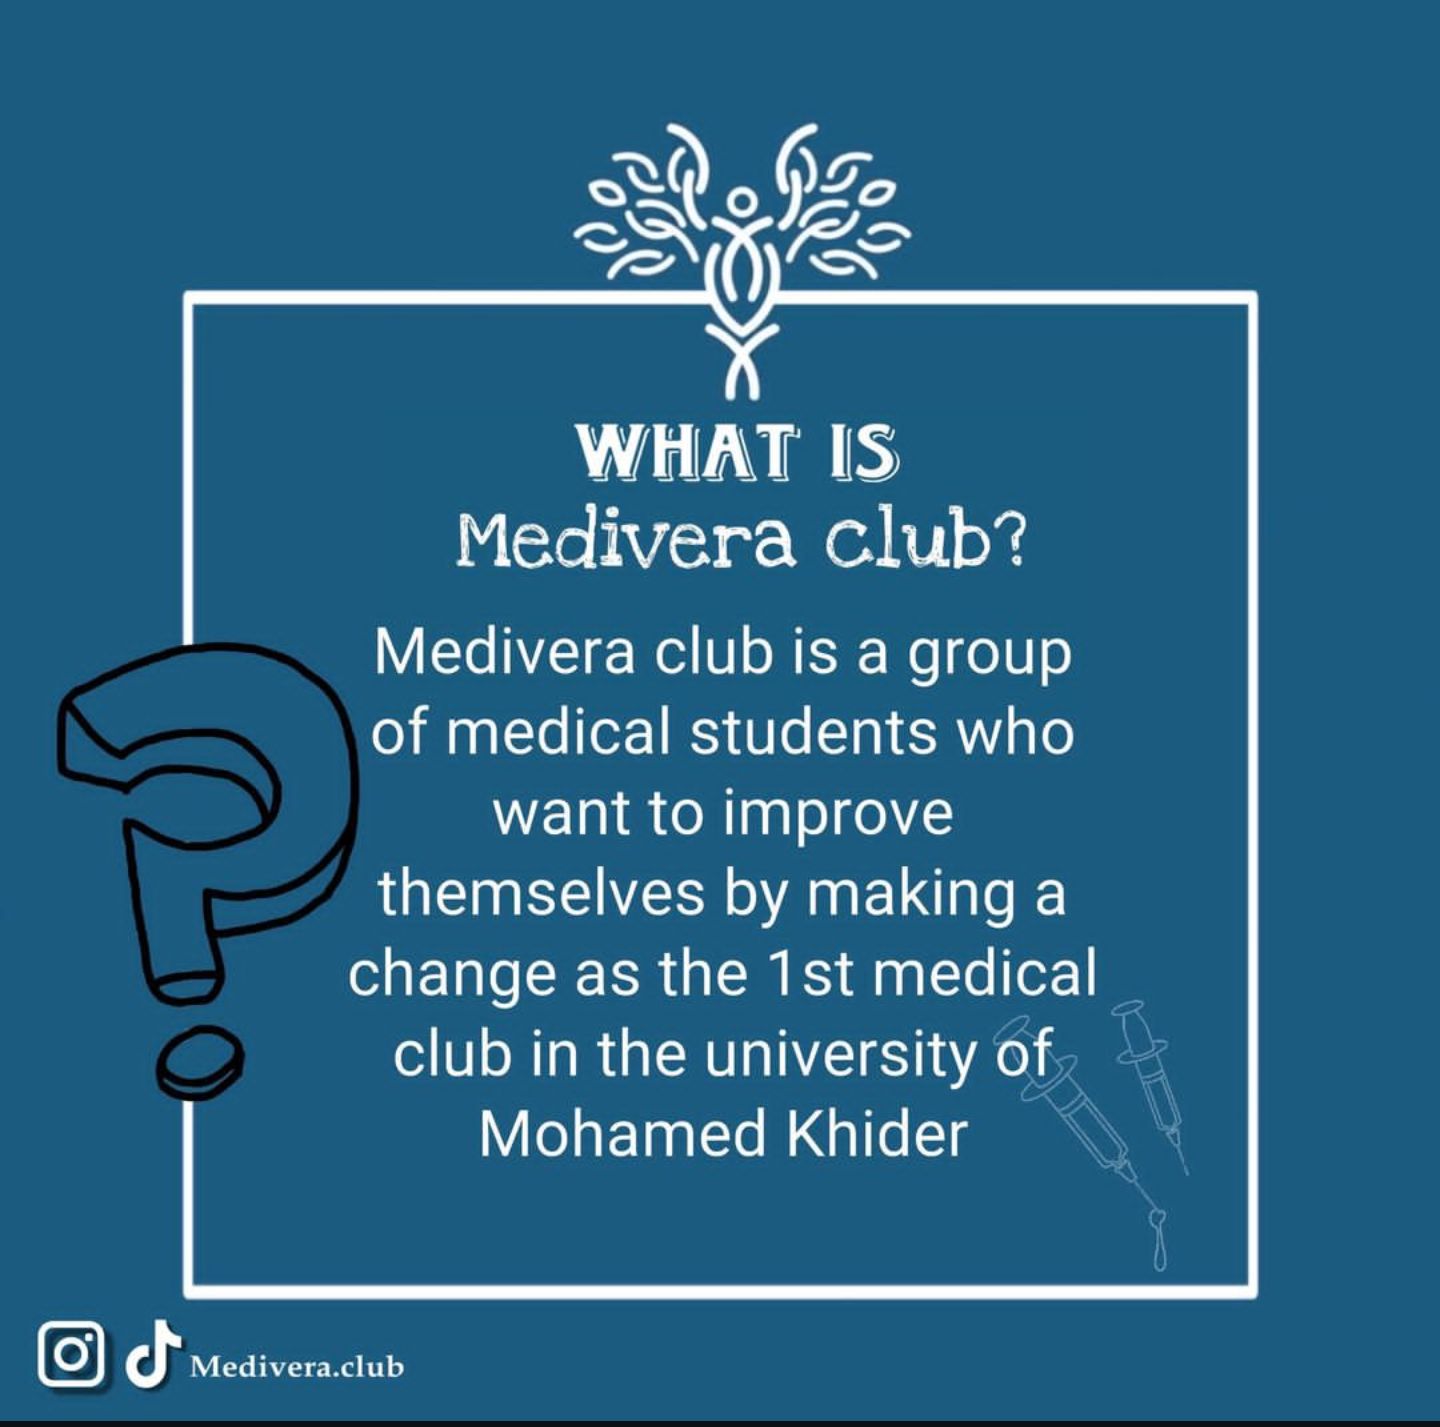 WHAT IS
Medivera club?
Medivera club is a group
of medical students who
want to improve
themselves by making a
change as the 1st medical
club in the university of
Mohamed Khider
Medivera.club